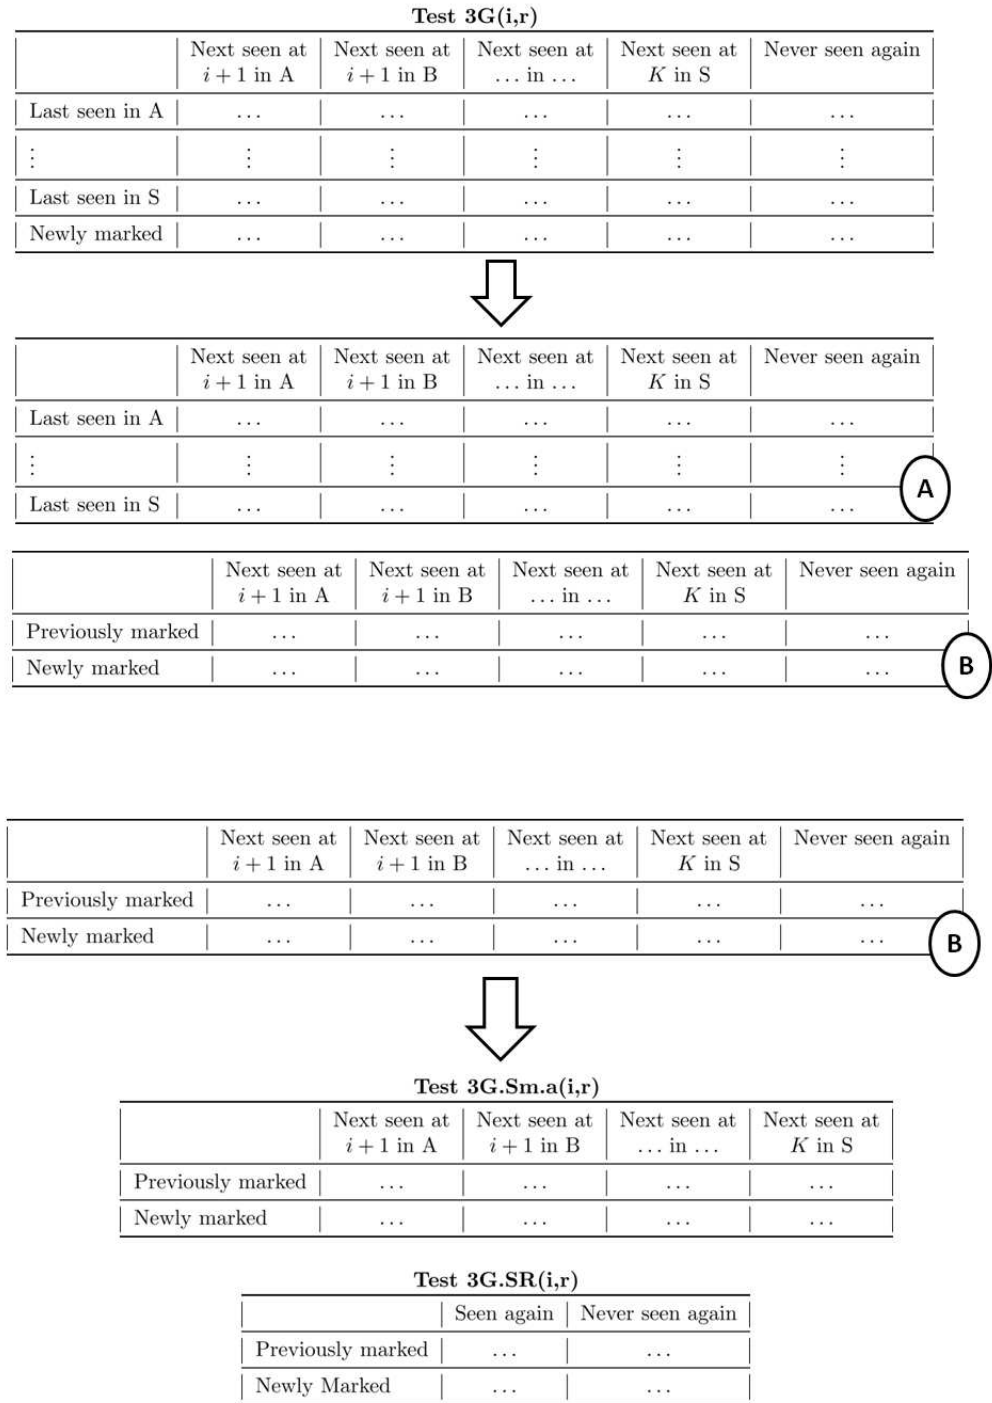 Test 3G(i,r)
Next seen at Next seen at Next seen at Next seen at Never seen again
i + 1 in A i + 1 in B ... in ... K in S
Last seen in A ... ... ... ... ...
⋮ ⋮ ⋮ ⋮ ⋮ ⋮
Last seen in S ... ... ... ... ...
Newly marked ... ... ... ... ...
Next seen at Next seen at Next seen at Next seen at Never seen again
i + 1 in A i + 1 in B ... in ... K in S
Last seen in A ... ... ... ... ...
⋮ ⋮ ⋮ ⋮ ⋮ ⋮
Last seen in S ... ... ... ... ...
A
Next seen at Next seen at Next seen at Next seen at Never seen again
i + 1 in A i + 1 in B ... in ... K in S
Previously marked ... ... ... ... ...
Newly marked ... ... ... ... ...
B
Next seen at Next seen at Next seen at Next seen at Never seen again
i + 1 in A i + 1 in B ... in ... K in S
Previously marked ... ... ... ... ...
Newly marked ... ... ... ... ...
B
Test 3G.Sm.a(i,r)
Next seen at Next seen at Next seen at Next seen at
i + 1 in A i + 1 in B ... in ... K in S
Previously marked ... ... ... ...
Newly marked ... ... ... ...
Test 3G.SR(i,r)
Seen again Never seen again
Previously marked ... ...
Newly Marked ... ...